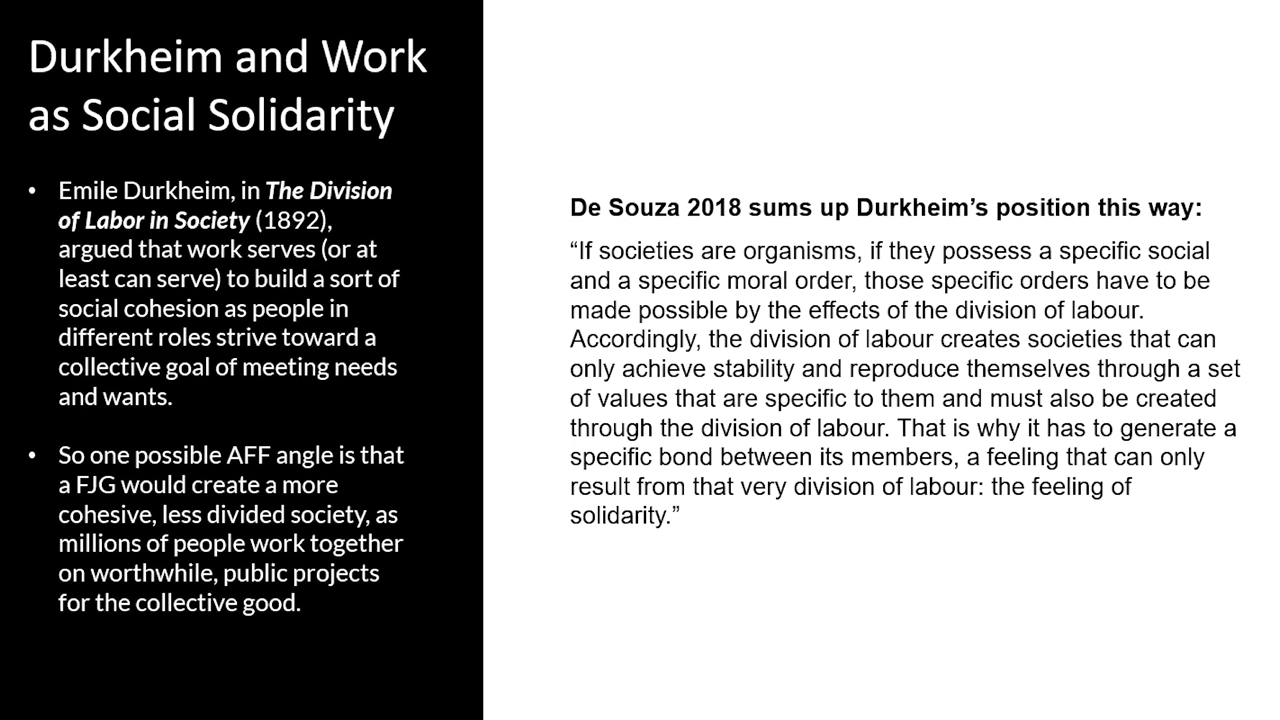 Durkheim and Work
as Social Solidarity
• Emile Durkheim, in The Division
of Labor in Society (1892),
argued that work serves (or at
least can serve) to build a sort of
social cohesion as people in
different roles strive toward a
collective goal of meeting needs
and wants.
• So one possible AFF angle is that
a FJG would create a more
cohesive, less divided society, as
millions of people work together
on worthwhile, public projects
for the collective good.
De Souza 2018 sums up Durkheim’s position this way:
“If societies are organisms, if they possess a specific social
and a specific moral order, those specific orders have to be
made possible by the effects of the division of labour.
Accordingly, the division of labour creates societies that can
only achieve stability and reproduce themselves through a set
of values that are specific to them and must also be created
through the division of labour. That is why it has to generate a
specific bond between its members, a feeling that can only
result from that very division of labour: the feeling of
solidarity.”